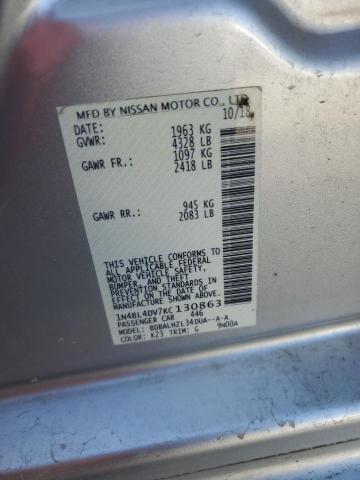 MFD BY NISSAN MOTOR CO., LTD
10/18
DATE: 1963 KG
GVWR: 4328 LB
GAWR FR.: 1097 KG
2418 LB
GAWR RR.: 945 KG
2083 LB
THIS VEHICLE CONFORMS TO ALL
APPLICABLE FEDERAL MOTOR
VEHICLE SAFETY,
BUMPER, AND THEFT
PREVENTION STANDARDS
IN EFFECT ON THE DATE OF
MANUFACTURE SHOWN ABOVE.
1N4BL4DV7KC130863
PASSENGER CAR 446
MODEL: BDBALHZL34DUA--A-A
COLOR: K23 TRIM: G 9N00A